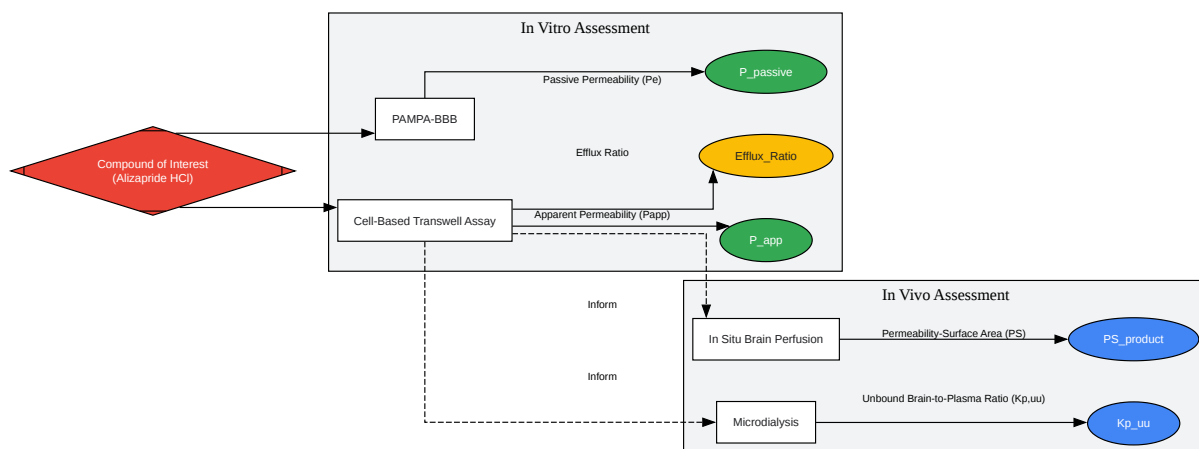 In Vitro Assessment
P_passive
Passive Permeability (Pe)
PAMPA-BBB
Compound of Interest
(Alizapride HCl)
Efflux Ratio
Efflux_Ratio
Cell-Based Transwell Assay
Apparent Permeability (Papp)
P_app
In Vivo Assessment
Inform
In Situ Brain Perfusion
Permeability-Surface Area (PS)
PS_product
Inform
Microdialysis
Unbound Brain-to-Plasma Ratio (Kp,uu)
Kp_uu